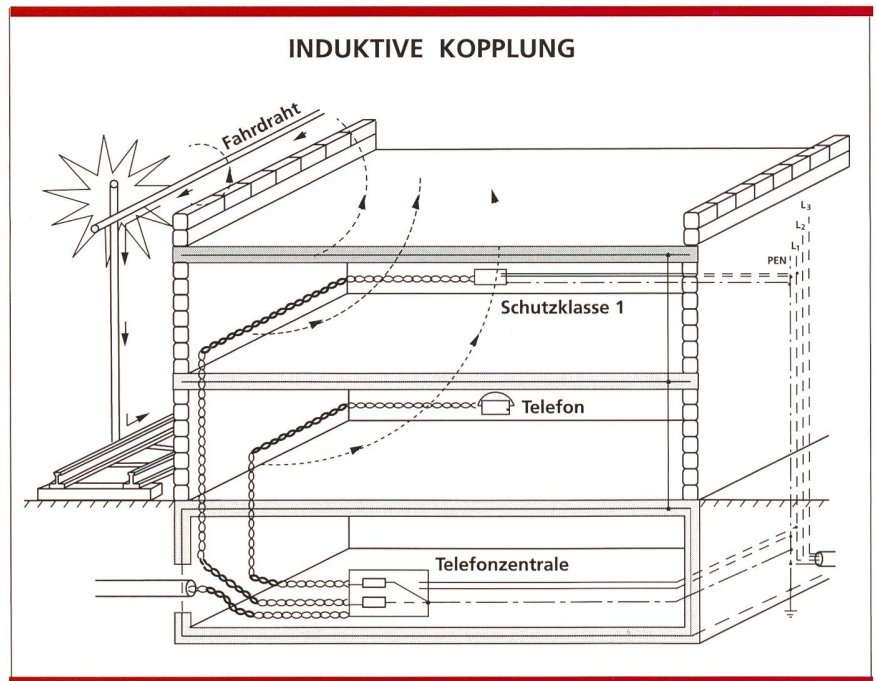 INDUKTIVE KOPPLUNG
Fahrdraht
L3
L2
L1
PEN
Schutzklasse 1
Telefon
Telefonzentrale